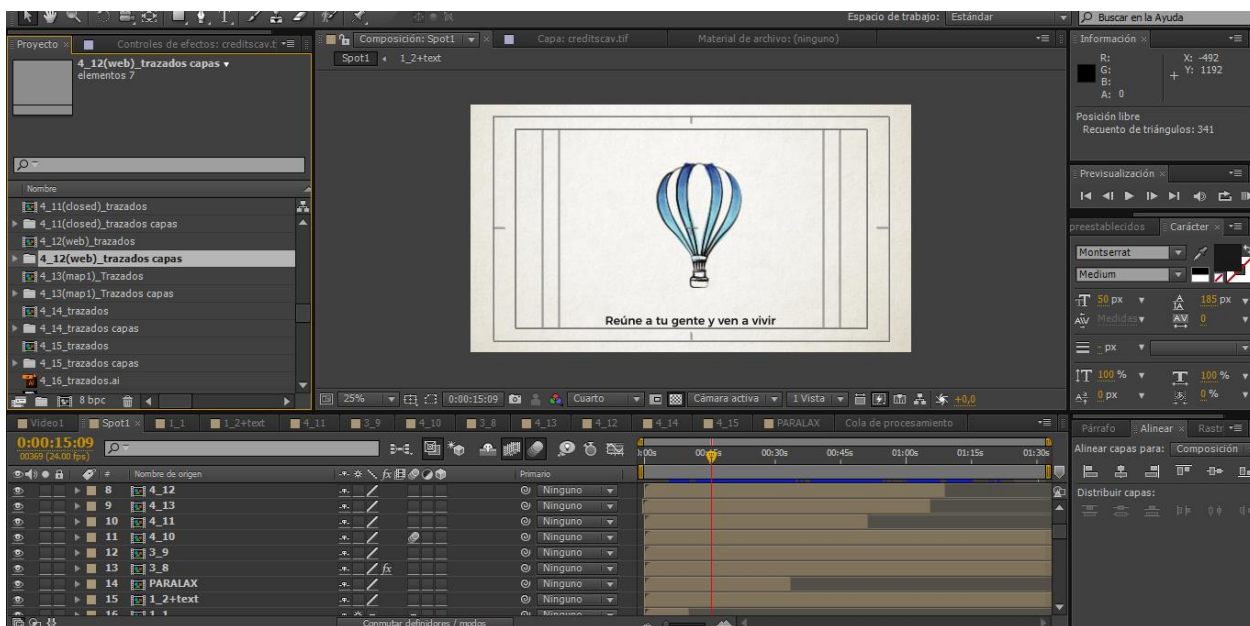 Espacio de trabajo: Estándar
Buscar en la Ayuda
Proyecto
Controles de efectos: creditscav.t
Composición: Spot1
Capa: creditscav.tif
Material de archivo: (ninguno)
Información
4_12(web)_trazados capas
elementos 7
Spot1
1_2+text
R:
G:
B:
A: 0
X: -492
Y: 1192
Posición libre
Recuento de triángulos: 341
Previsualización
Nombre
4_11(closed)_trazados
4_11(closed)_trazados capas
4_12(web)_trazados
4_12(web)_trazados capas
4_13(map1)_Trazados
4_13(map1)_Trazados capas
4_14_trazados
4_14_trazados capas
4_15_trazados
4_15_trazados capas
4_16_trazados.ai
8 bpc
Reúne a tu gente y ven a vivir
25%
0:00:15:09
Cuarto
Cámara activa
1 Vista
+0,0
preestablecidos
Carácter
Montserrat
Medium
50 px
185 px
Medidas
0
- px
100 %
100 %
0 px
0 %
Video1
Spot1
1_1
1_2+text
4_11
3_9
4_10
3_8
4_13
4_12
4_14
4_15
PARALAX
Cola de procesamiento
Párrafo
Alinear
Rastr
0:00:15:09
00369 (24.00 fps)
00:30s
00:45s
01:00s
01:15s
01:30s
Alinear capas para:
Composición
#
Nombre de origen
Primario
8
4_12
Ninguno
9
4_13
Ninguno
10
4_11
Ninguno
11
4_10
Ninguno
12
3_9
Ninguno
13
3_8
Ninguno
14
PARALAX
Ninguno
15
1_2+text
Ninguno
16
1_1
Ninguno
Distribuir capas:
Conmutar definidores / modos